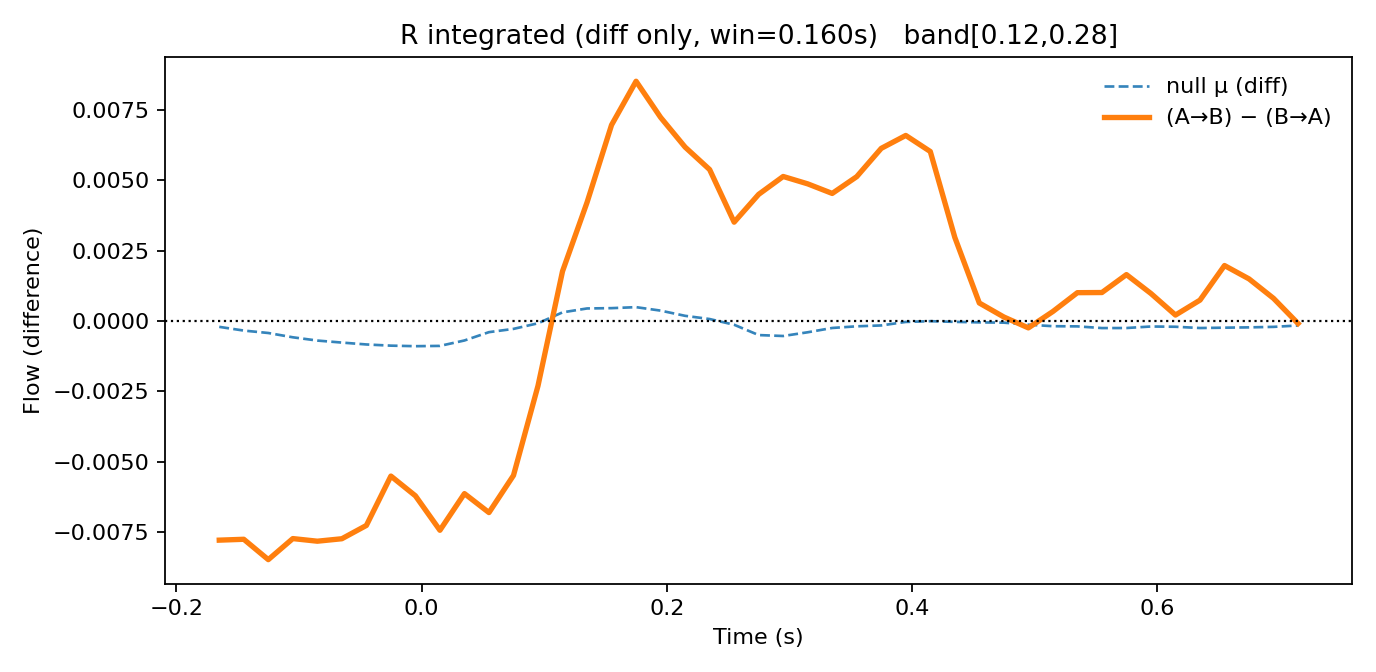 R integrated (diff only, win=0.160s)   band[0.12,0.28]
null μ (diff)
(A→B) − (B→A)
Flow (difference)
0.0075
0.0050
0.0025
0.0000
−0.0025
−0.0050
−0.0075
−0.2
0.0
0.2
0.4
0.6
Time (s)